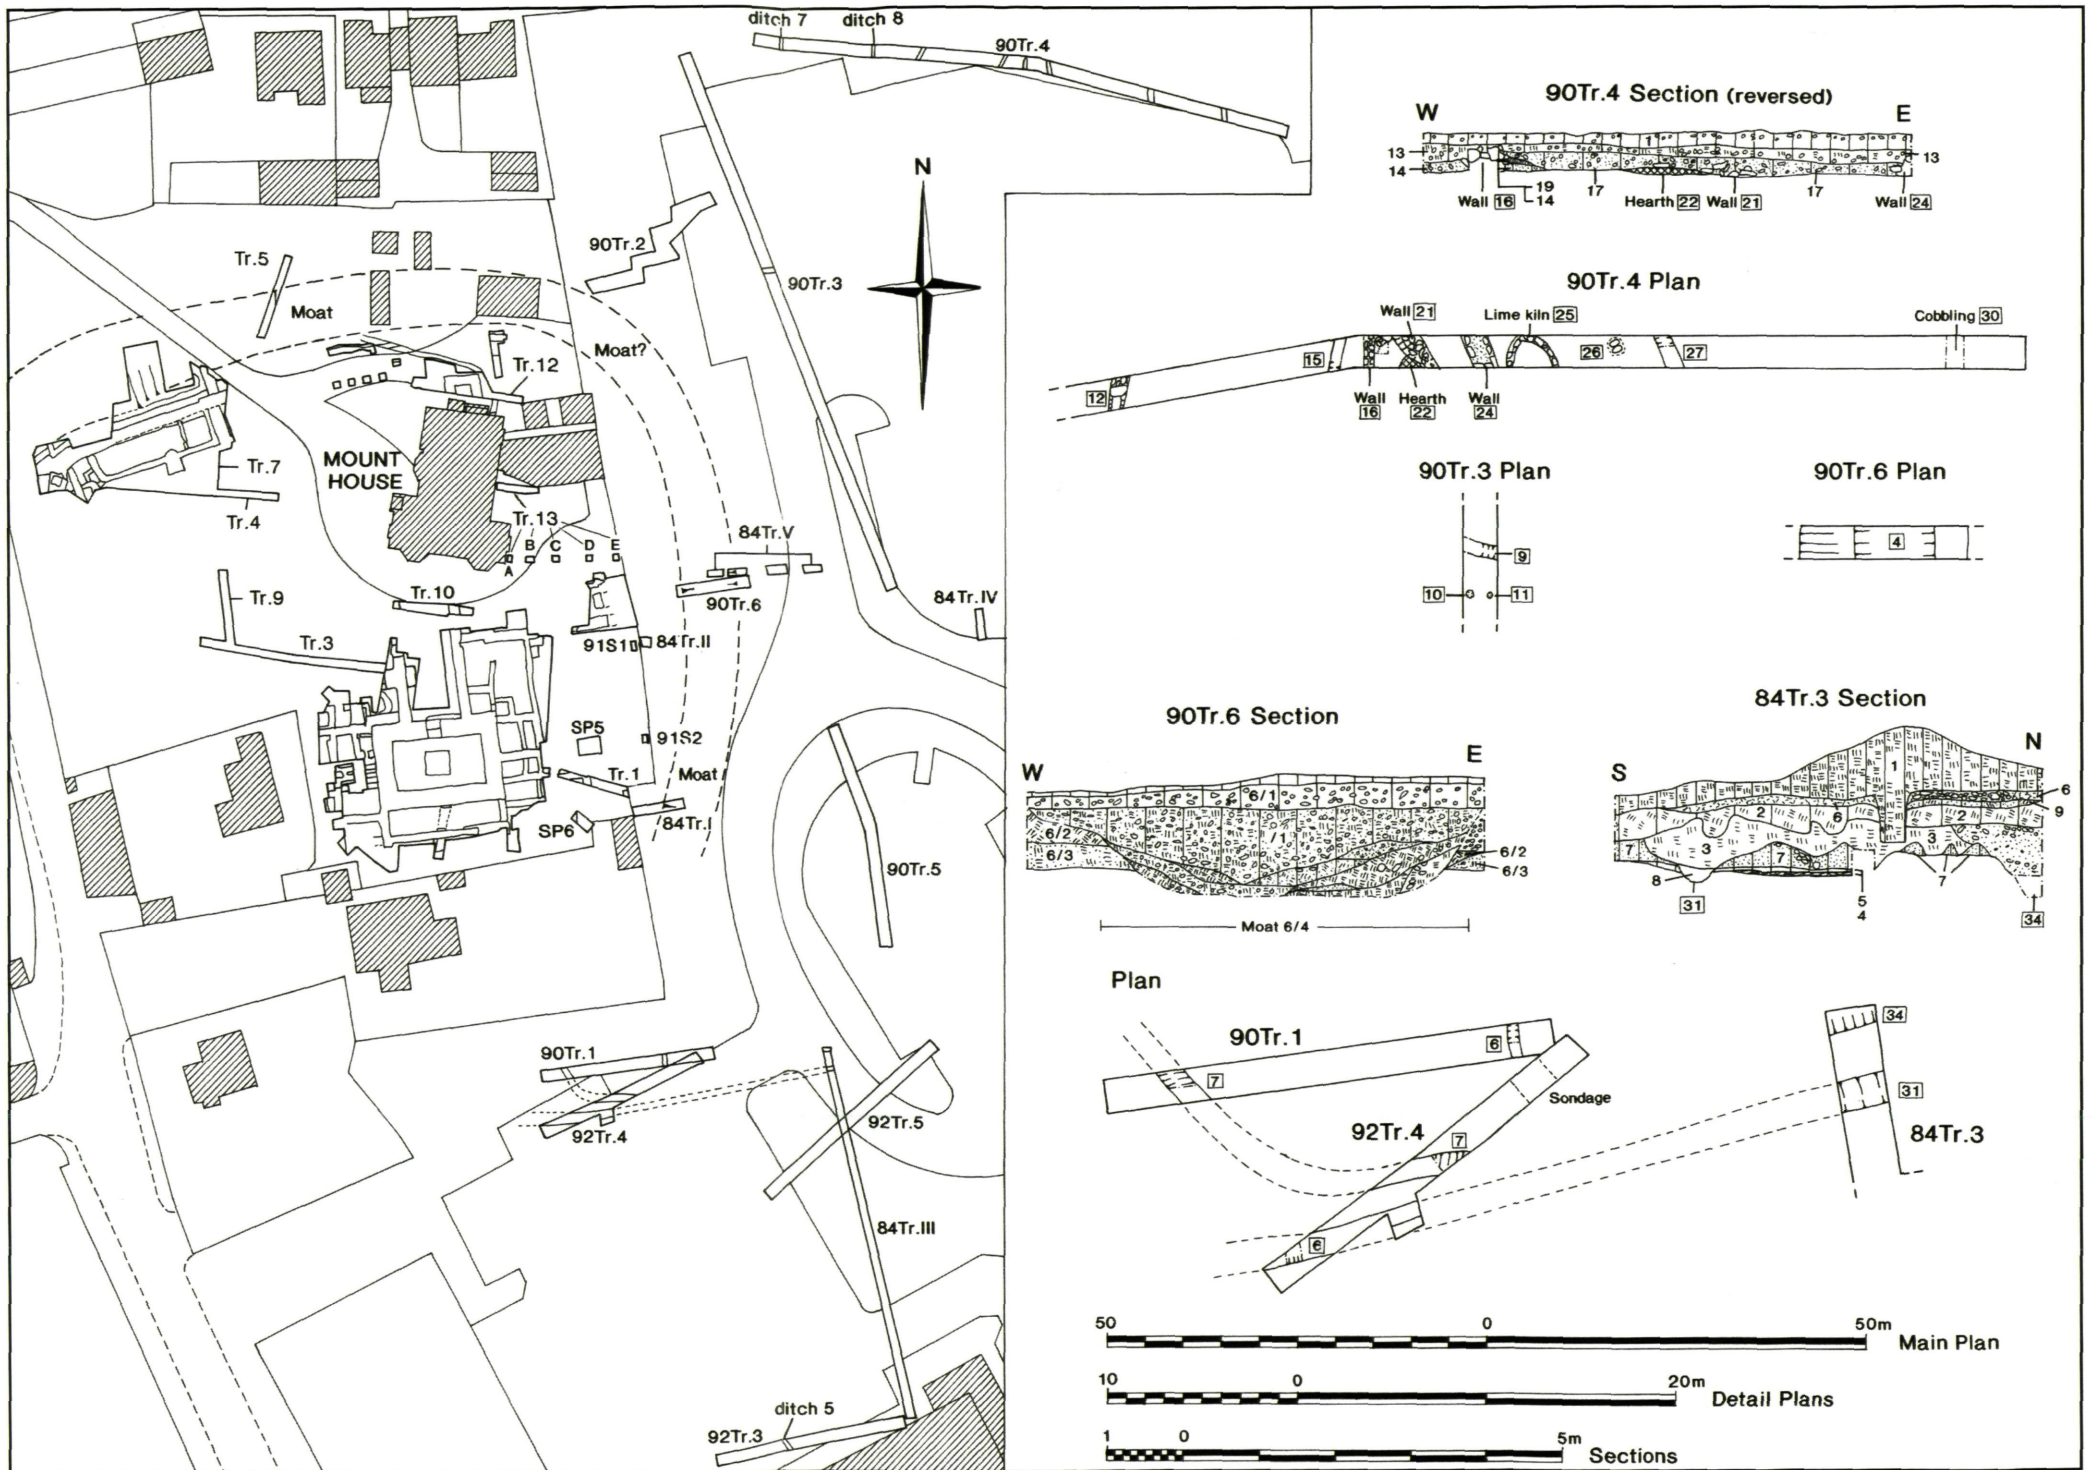 ditch 7 ditch 8
90Tr.4
90Tr.2
90Tr.3
N
Tr.5
Moat
Moat?
Tr.12
MOUNT
HOUSE
Tr.7
Tr.4
Tr.13
A B C D E
84Tr.V
90Tr.6
84Tr.IV
Tr.9
Tr.10
Tr.3
91S1
84Tr.II
SP5
91S2
Tr.1
Moat
SP6
84Tr.I
90Tr.5
90Tr.1
92Tr.4
92Tr.5
84Tr.III
ditch 5
92Tr.3
90Tr.4 Section (reversed)
W E
1
13 13
14
19
17 17
14
Wall 16 Hearth 22 Wall 21 Wall 24
90Tr.4 Plan
Wall 21 Lime kiln 25 Cobbling 30
15 26 27
12
Wall Hearth Wall
16 22 24
90Tr.3 Plan
9
10 11
90Tr.6 Plan
4
90Tr.6 Section
W E
6/1
6/2 /1
6/3
6/2
6/3
Moat 6/4
84Tr.3 Section
S N
1
6
2 6 2 9
7 3 7 3
8 7
31
5
4
34
Plan
90Tr.1
6
7
Sondage
92Tr.4
7
6
34
31
84Tr.3
50 0 50m
Main Plan
10 0 20m
Detail Plans
1 0 5m
Sections